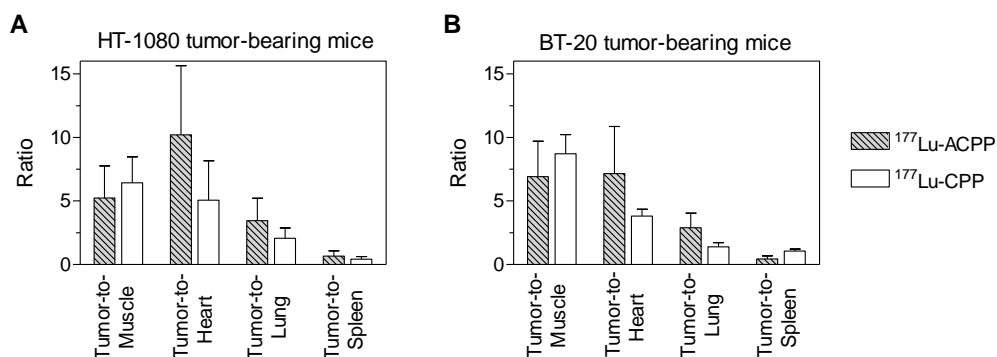 A
HT-1080 tumor-bearing mice
15
10
5
0
Ratio
Tumor-to-
Muscle
Tumor-to-
Heart
Tumor-to-
Lung
Tumor-to-
Spleen
B
BT-20 tumor-bearing mice
15
10
5
0
Ratio
Tumor-to-
Muscle
Tumor-to-
Heart
Tumor-to-
Lung
Tumor-to-
Spleen
¹⁷⁷Lu-ACPP
¹⁷⁷Lu-CPP